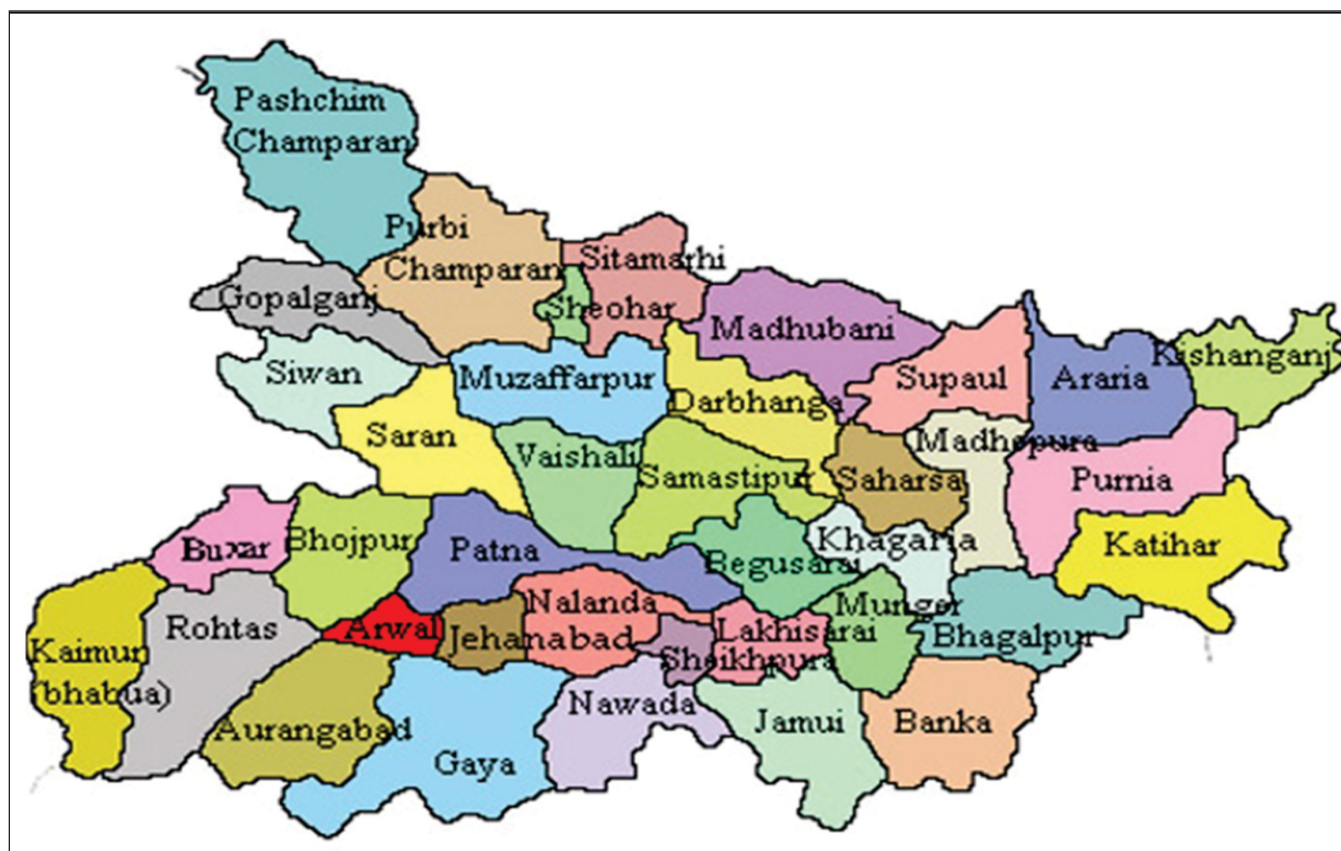 Pashchim
Champaran
Purbi
Champaran
Sitamarhi
Gopalganj
Sheohar
Madhubani
Siwan
Muzaffarpur
Darbhanga
Supaul
Araria
Kishanganj
Saran
Vaishali
Samastipur
Saharsa
Madhepura
Purnia
Buxar
Bhojpur
Patna
Begusarai
Khagaria
Katihar
Kaimur
(bhabua)
Rohtas
Arwal
Jehanabad
Nalanda
Lakhisarai
Sheikhpura
Munger
Bhagalpur
Aurangabad
Gaya
Nawada
Jamui
Banka